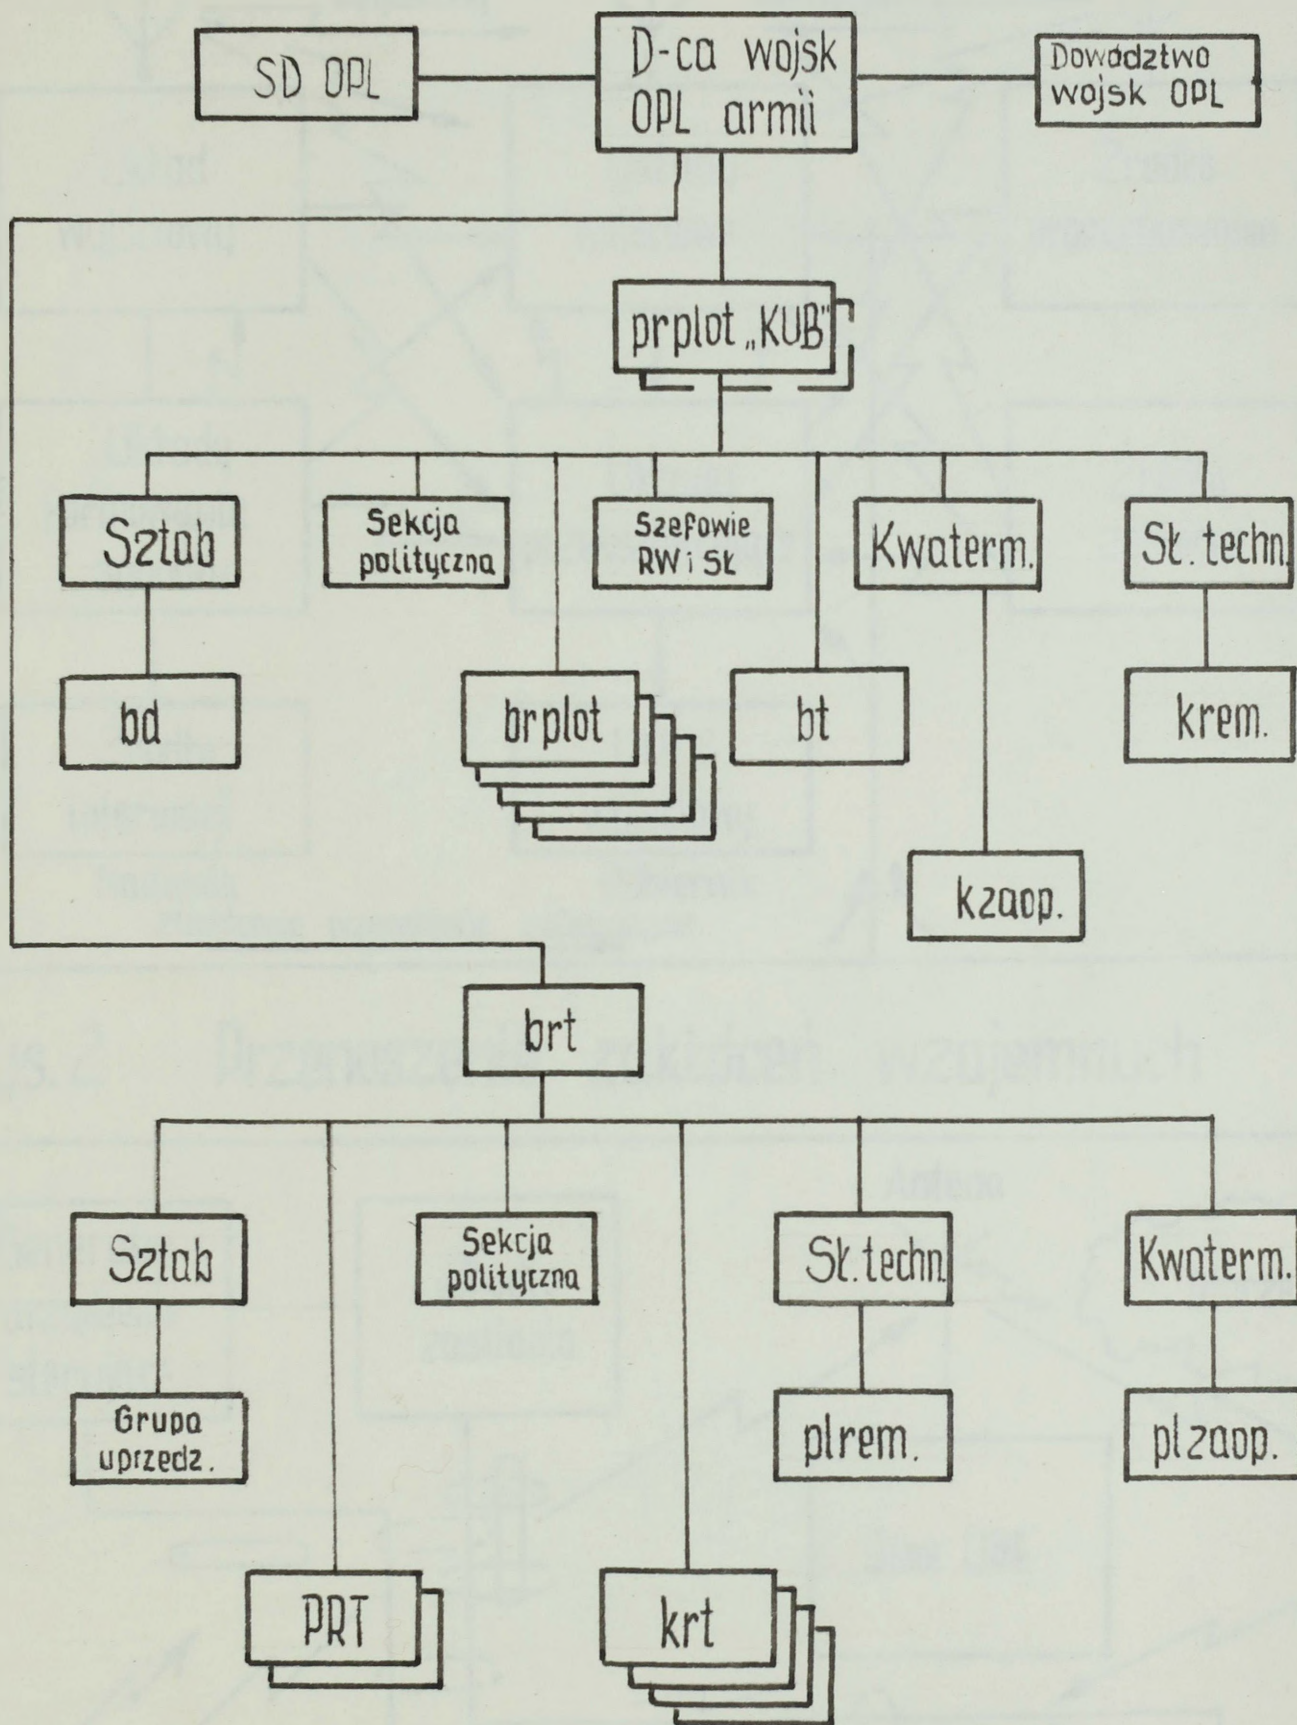 SD OPL
D-ca wojsk
OPL armii
Dowództwo
wojsk OPL
prplot „KUB"
Sztab
Sekcja
polityczna
Szefowie
RW i SŁ
Kwaterm.
Sł. techn.
bd
brplot
bt
krem.
kzaop.
brt
Sztab
PRT
Sekcja
polityczna
krt
Sł. techn.
Kwaterm.
Grupa
uprzedz.
plrem.
plzaop.